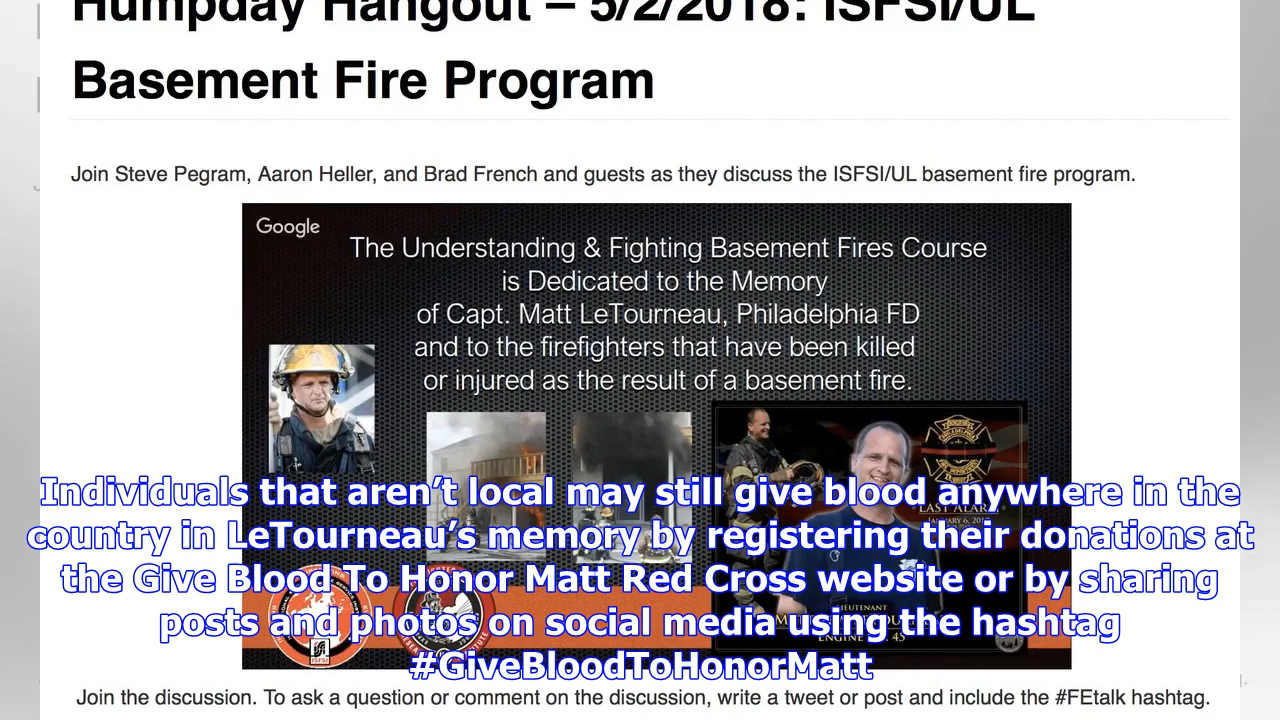 Humpday Hangout – 5/2/2018: ISFSI/UL
Basement Fire Program
Join Steve Pegram, Aaron Heller, and Brad French and guests as they discuss the ISFSI/UL basement fire program.
Google
The Understanding & Fighting Basement Fires Course
is Dedicated to the Memory
of Capt. Matt LeTourneau, Philadelphia FD
and to the firefighters that have been killed
or injured as the result of a basement fire.
LAST ALARM
Individuals that aren’t local may still give blood anywhere in the
country in LeTourneau’s memory by registering their donations at
the Give Blood To Honor Matt Red Cross website or by sharing
posts and photos on social media using the hashtag
#GiveBloodToHonorMatt
LIEUTENANT
ISFSI
Join the discussion. To ask a question or comment on the discussion, write a tweet or post and include the #FEtalk hashtag.